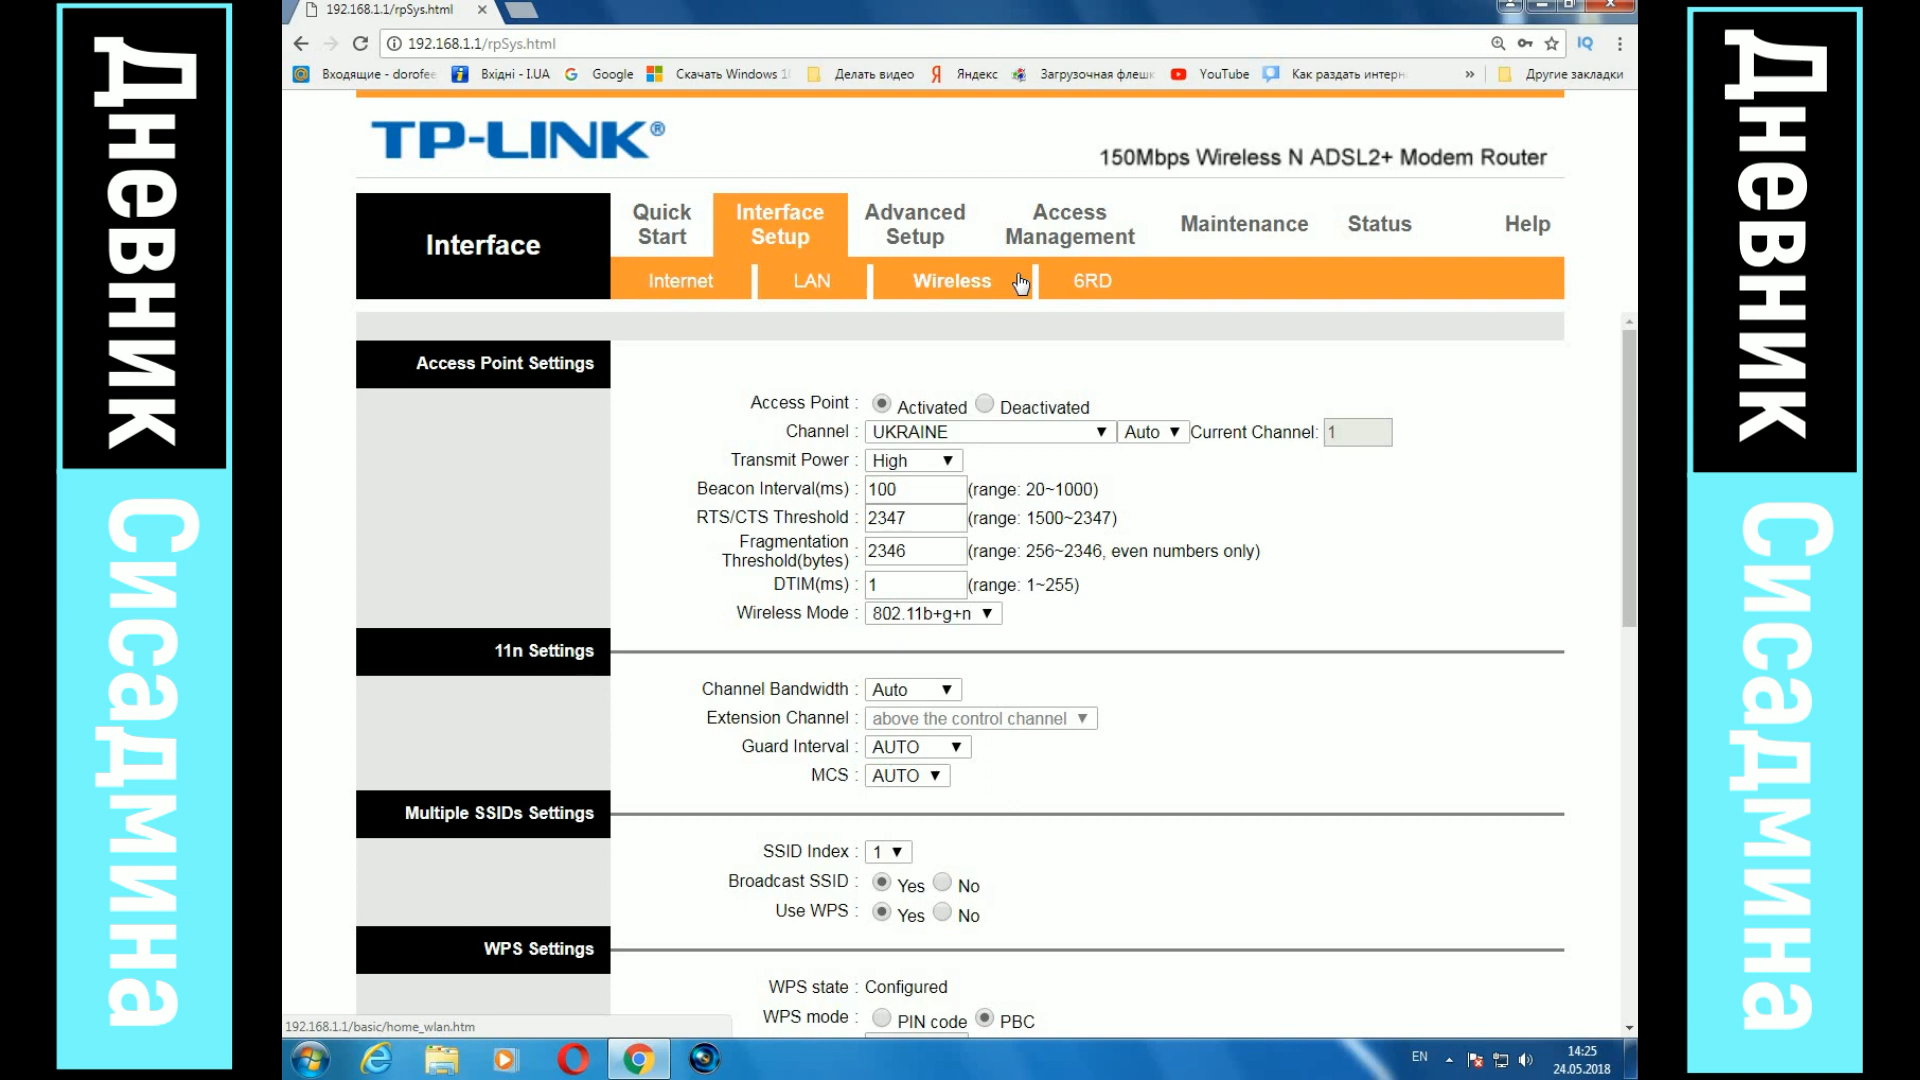 Дневник
Сисадмина
192.168.1.1/rpSys.html
192.168.1.1/rpSys.html
Входящие - dorofee
Вхідні - I.UA
Google
Скачать Windows 1
Делать видео
Яндекс
Загрузочная флеш
YouTube
Как раздать интер
»
Другие закладки
TP-LINK®
150Mbps Wireless N ADSL2+ Modem Router
Interface
Quick Start
Interface Setup
Advanced Setup
Access Management
Maintenance
Status
Help
Internet
LAN
Wireless
6RD
Access Point Settings
Access Point : Activated Deactivated
Channel : UKRAINE Auto Current Channel: 1
Transmit Power : High
Beacon Interval(ms) : 100 (range: 20~1000)
RTS/CTS Threshold : 2347 (range: 1500~2347)
Fragmentation
Threshold(bytes) : 2346 (range: 256~2346, even numbers only)
DTIM(ms) : 1 (range: 1~255)
Wireless Mode : 802.11b+g+n
11n Settings
Channel Bandwidth : Auto
Extension Channel : above the control channel
Guard Interval : AUTO
MCS : AUTO
Multiple SSIDs Settings
SSID Index : 1
Broadcast SSID : Yes No
Use WPS : Yes No
WPS Settings
WPS state : Configured
WPS mode : PIN code PBC
192.168.1.1/basic/home_wlan.htm
EN
14:25
24.05.2018
Дневник
Сисадмина